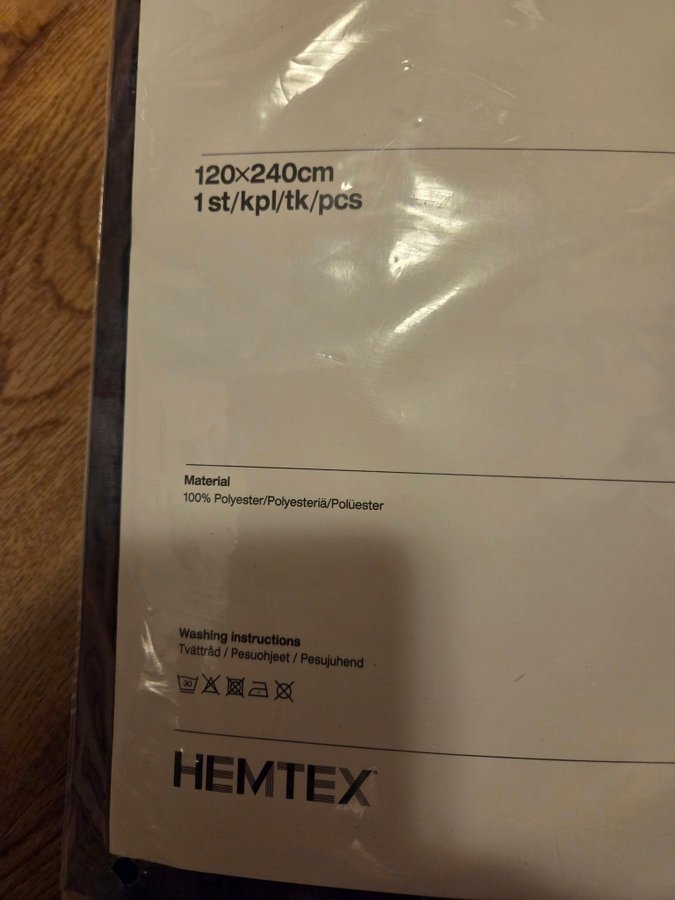 120×240cm
1 st/kpl/tk/pcs
Material
100% Polyester/Polyesteriä/Polüester
Washing instructions
Tvättråd / Pesuohjeet / Pesujuhend
30
HEMTEX